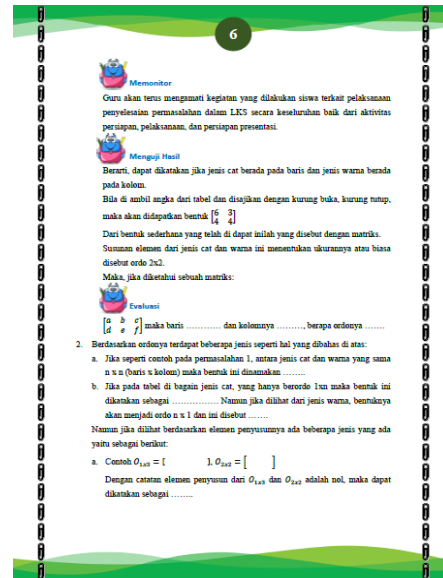 6
Memonitor
Guru akan terus mengamati kegiatan yang dilakukan siswa terkait pelaksanaan
penyelesaian permasalahan dalam LKS secara keseluruhan baik dari aktivitas
persiapan, pelaksanaan, dan persiapan presentasi.
Menguji Hasil
Berarti, dapat dikatakan jika jenis cat berada pada baris dan jenis warna berada
pada kolom.
Bila di ambil angka dari tabel dan disajikan dengan kurung buka, kurung tutup,
maka akan didapatkan bentuk [6 3
4 4]
Dari bentuk sederhana yang telah di dapat inilah yang disebut dengan matriks.
Susunan elemen dari jenis cat dan warna ini menentukan ukurannya atau biasa
disebut ordo 2x2.
Maka, jika diketahui sebuah matriks:
Evaluasi
[a b c
d e f] maka baris ………… dan kolomnya ………, berapa ordonya …….
2. Berdasarkan ordonya terdapat beberapa jenis seperti hal yang dibahas di atas:
a. Jika seperti contoh pada permasalahan 1, antara jenis cat dan warna yang sama
n x n (baris x kolom) maka bentuk ini dinamakan ……..
b. Jika pada tabel di bagain jenis cat, yang hanya berordo 1xn maka bentuk ini
dikatakan sebagai ……………. Namun jika dilihat dari jenis warna, bentuknya
akan menjadi ordo n x 1 dan ini disebut …….
Namun jika dilihat berdasarkan elemen penyusunnya ada beberapa jenis yang ada
yaitu sebagai berikut:
a. Contoh O₁ₓ₃ = [ ], O₂ₓ₂ = [ ]
Dengan catatan elemen penyusun dari O₁ₓ₃ dan O₂ₓ₂ adalah nol, maka dapat
dikatakan sebagai ……..